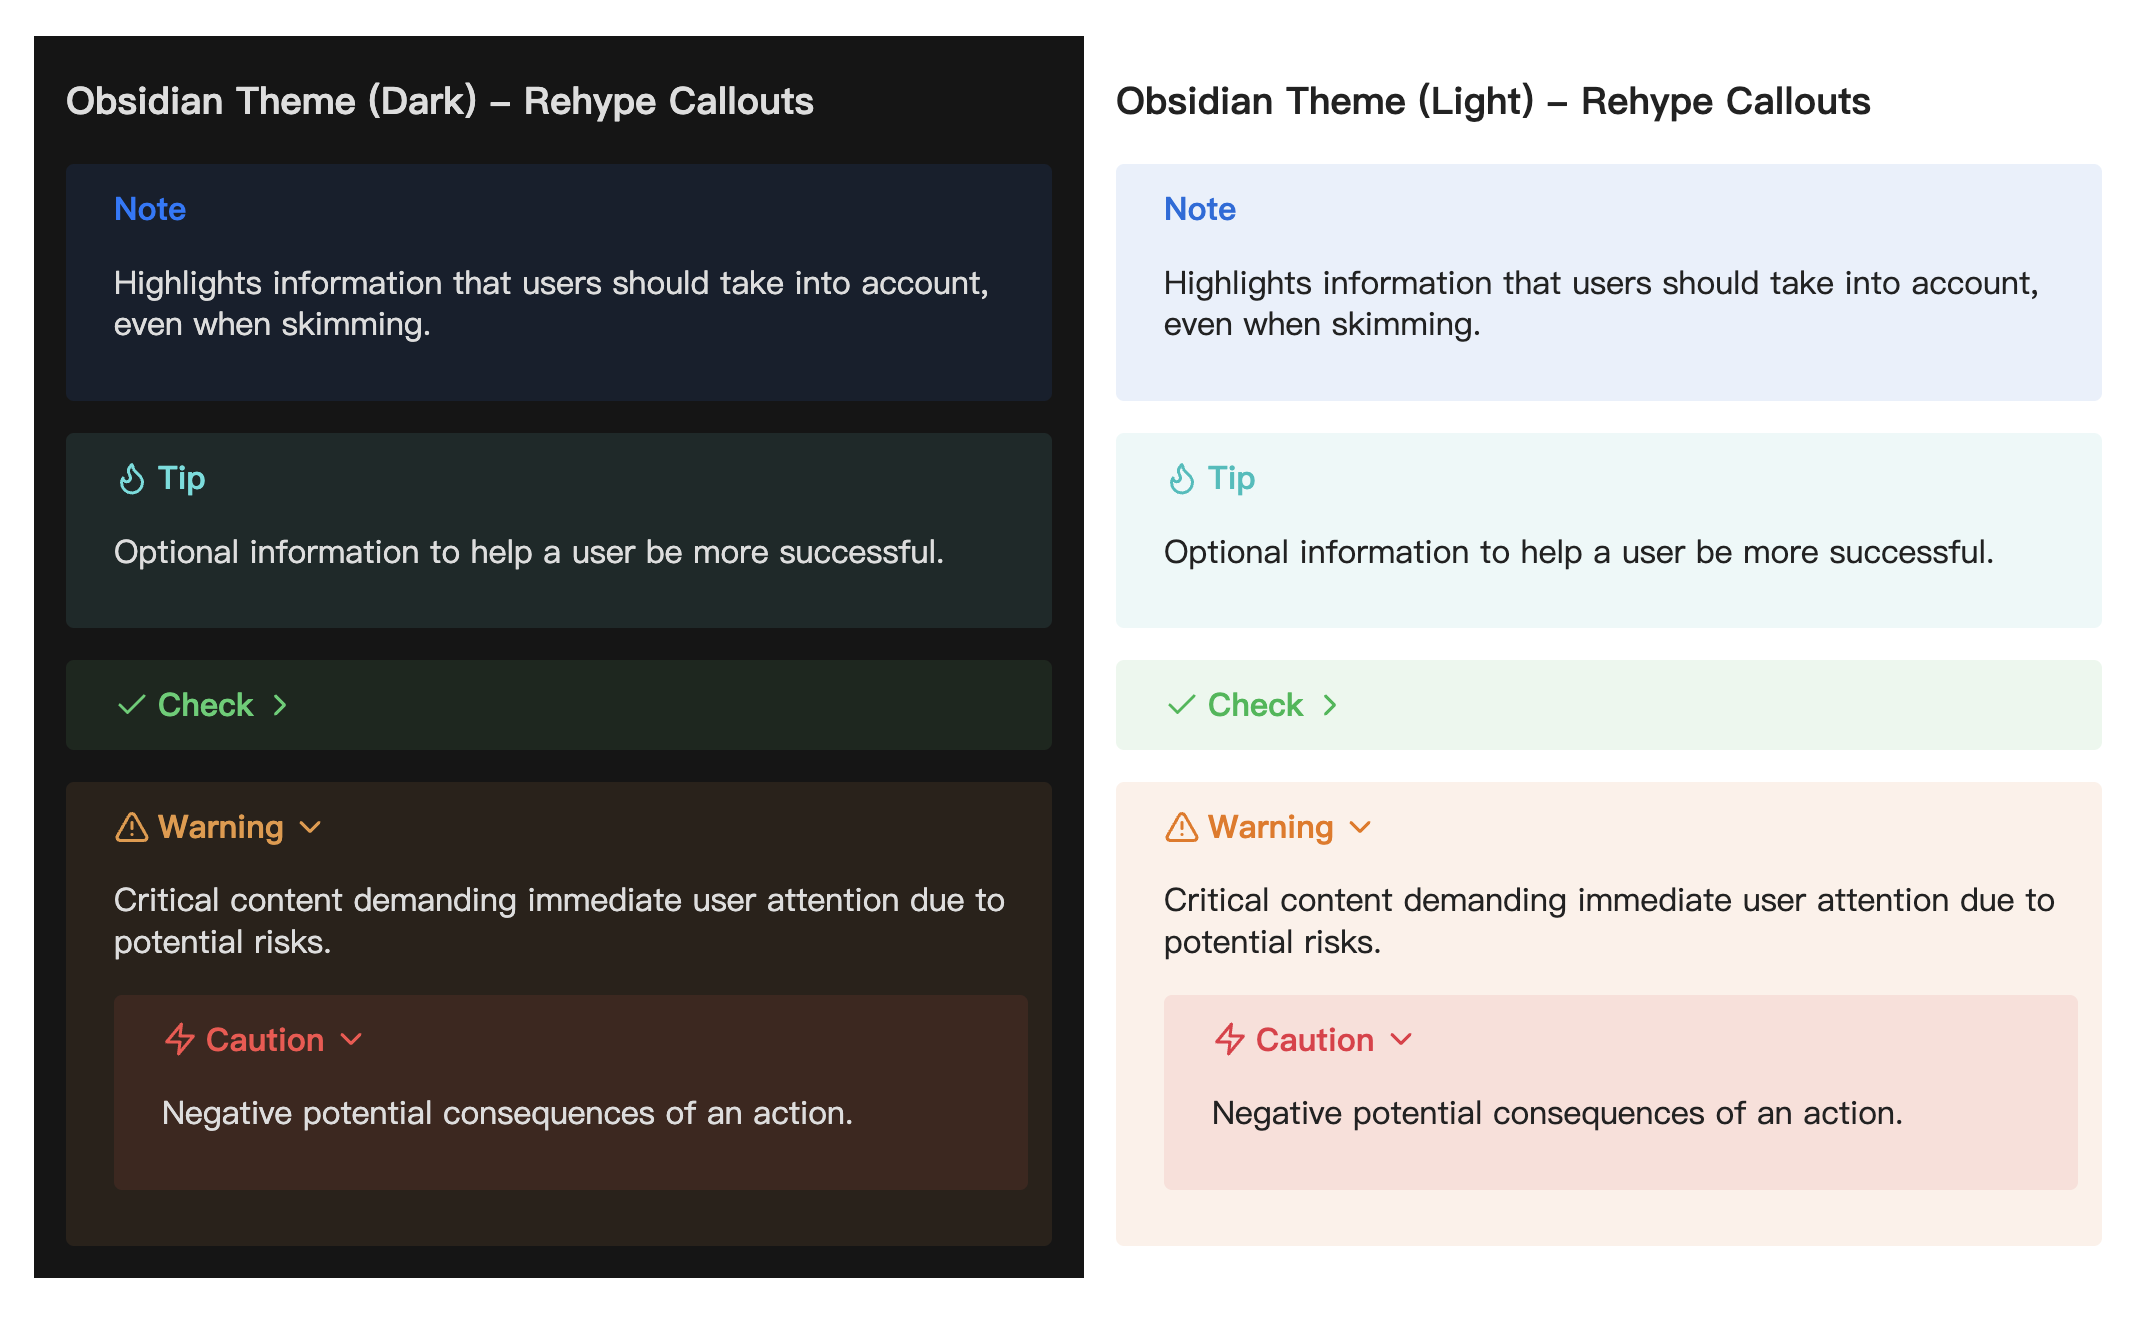 Obsidian Theme (Dark) – Rehype Callouts
Note
Highlights information that users should take into account,
even when skimming.
Tip
Optional information to help a user be more successful.
Check
Warning
Critical content demanding immediate user attention due to
potential risks.
Caution
Negative potential consequences of an action.
Obsidian Theme (Light) – Rehype Callouts
Note
Highlights information that users should take into account,
even when skimming.
Tip
Optional information to help a user be more successful.
Check
Warning
Critical content demanding immediate user attention due to
potential risks.
Caution
Negative potential consequences of an action.